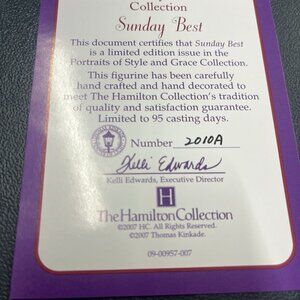 Collection
Sunday Best
This document certifies that Sunday Best
is a limited edition issue in the
Portraits of Style and Grace Collection.
This figurine has been carefully
hand crafted and hand decorated to
meet The Hamilton Collection's tradition
of quality and satisfaction guarantee.
Limited to 95 casting days.
Number 2010A
Kelli Edwards
Kelli Edwards, Executive Director
H
The Hamilton Collection
©2007 HC. All Rights Reserved.
©2007 Thomas Kinkade.
09-00957-007